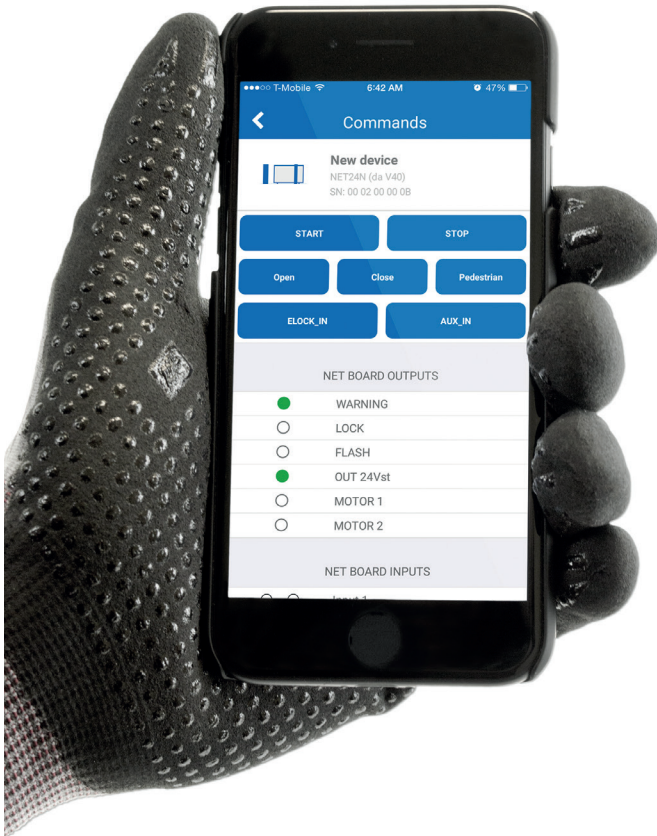 T-Mobile 6:42 AM 47%
Commands
New device
NET24N (da V40)
SN: 00 02 00 00 0B
START STOP
Open Close Pedestrian
ELOCK_IN AUX_IN
NET BOARD OUTPUTS
WARNING
LOCK
FLASH
OUT 24Vst
MOTOR 1
MOTOR 2
NET BOARD INPUTS
Input 1